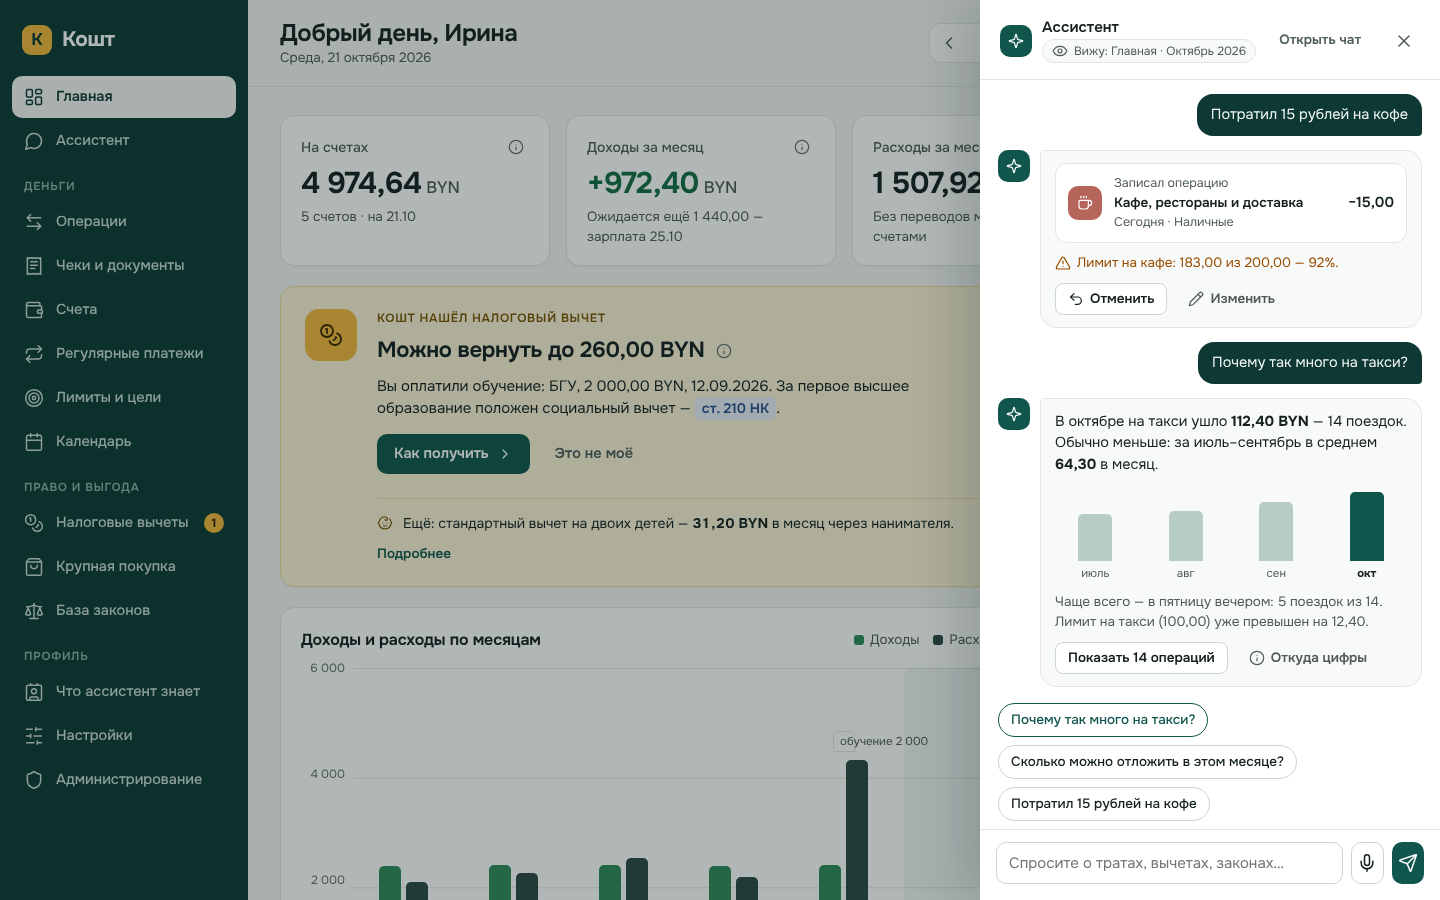 К Кошт
Главная
Ассистент
ДЕНЬГИ
Операции
Чеки и документы
Счета
Регулярные платежи
Лимиты и цели
Календарь
ПРАВО И ВЫГОДА
Налоговые вычеты 1
Крупная покупка
База законов
ПРОФИЛЬ
Что ассистент знает
Настройки
Администрирование
Добрый день, Ирина
Среда, 21 октября 2026
На счетах
4 974,64 BYN
5 счетов · на 21.10
Доходы за месяц
+972,40 BYN
Ожидается ещё 1 440,00 —
зарплата 25.10
Расходы за мес
1 507,92
Без переводов м
счетами
КОШТ НАШЁЛ НАЛОГОВЫЙ ВЫЧЕТ
Можно вернуть до 260,00 BYN
Вы оплатили обучение: БГУ, 2 000,00 BYN, 12.09.2026. За первое высшее
образование положен социальный вычет — ст. 210 НК .
Как получить
Это не моё
Ещё: стандартный вычет на двоих детей — 31,20 BYN в месяц через нанимателя.
Подробнее
Доходы и расходы по месяцам
Доходы Расх
6 000
4 000
2 000
обучение 2 000
Ассистент
Вижу: Главная · Октябрь 2026
Открыть чат
Потратил 15 рублей на кофе
Записал операцию
Кафе, рестораны и доставка −15,00
Сегодня · Наличные
Лимит на кафе: 183,00 из 200,00 — 92%.
Отменить
Изменить
Почему так много на такси?
В октябре на такси ушло 112,40 BYN — 14 поездок.
Обычно меньше: за июль–сентябрь в среднем
64,30 в месяц.
июль авг сен окт
Чаще всего — в пятницу вечером: 5 поездок из 14.
Лимит на такси (100,00) уже превышен на 12,40.
Показать 14 операций
Откуда цифры
Почему так много на такси?
Сколько можно отложить в этом месяце?
Потратил 15 рублей на кофе
Спросите о тратах, вычетах, законах…